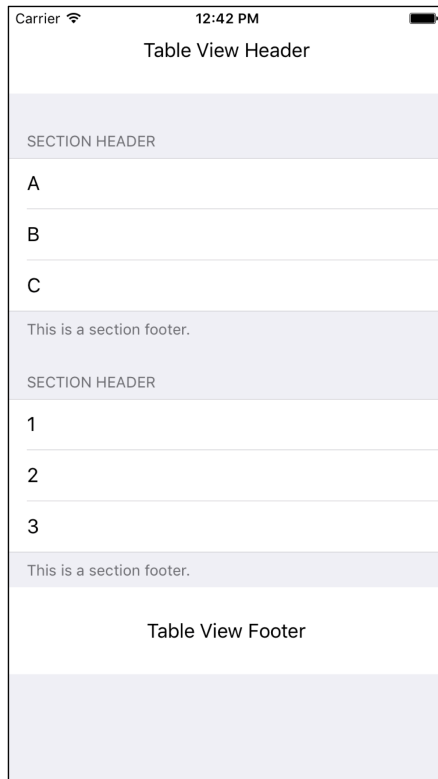 Carrier 12:42 PM
Table View Header
SECTION HEADER
A
B
C
This is a section footer.
SECTION HEADER
1
2
3
This is a section footer.
Table View Footer